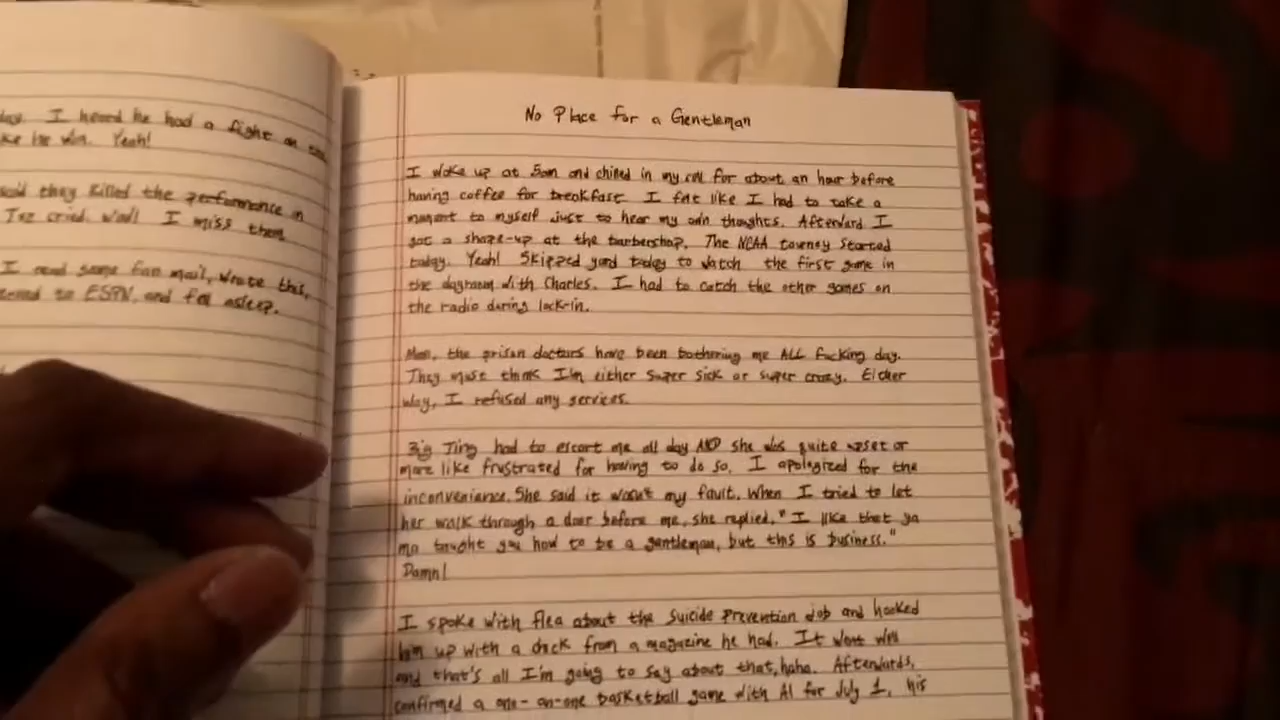 day. I heard he had a fight on
ke he win. Yeah!
said they killed the performance in
Tez cried. Wow! I miss them
I read some fan mail, wrote this,
tened to ESPN, and fell asleep.
No Place for a Gentleman
I woke up at 5am and chilled in my cell for about an hour before
having coffee for breakfast. I felt like I had to take a
moment to myself just to hear my own thoughts. Afterward I
got a shape-up at the barbershop. The NCAA tourney started
today. Yeah! Skipped yard today to watch the first game in
the dayroom with Charles. I had to catch the other games on
the radio during lock-in.
Man, the prison doctors have been bothering me ALL fucking day.
They must think I'm either super sick or super crazy. Either
way, I refused any services.
Big Ting had to escort me all day AND she was quite upset or
more like frustrated for having to do so. I apologized for the
inconvenience. She said it wasn't my fault. When I tried to let
her walk through a door before me, she replied, "I like that ya
ma taught you how to be a gentleman, but this is business."
Damn!
I spoke with flea about the Suicide Prevention job and hooked
him up with a from a magazine he had. It went well
and that's all I'm going to say about that, haha. Afterwards,
confirmed a one-on-one basketball game with Al for July 1, his